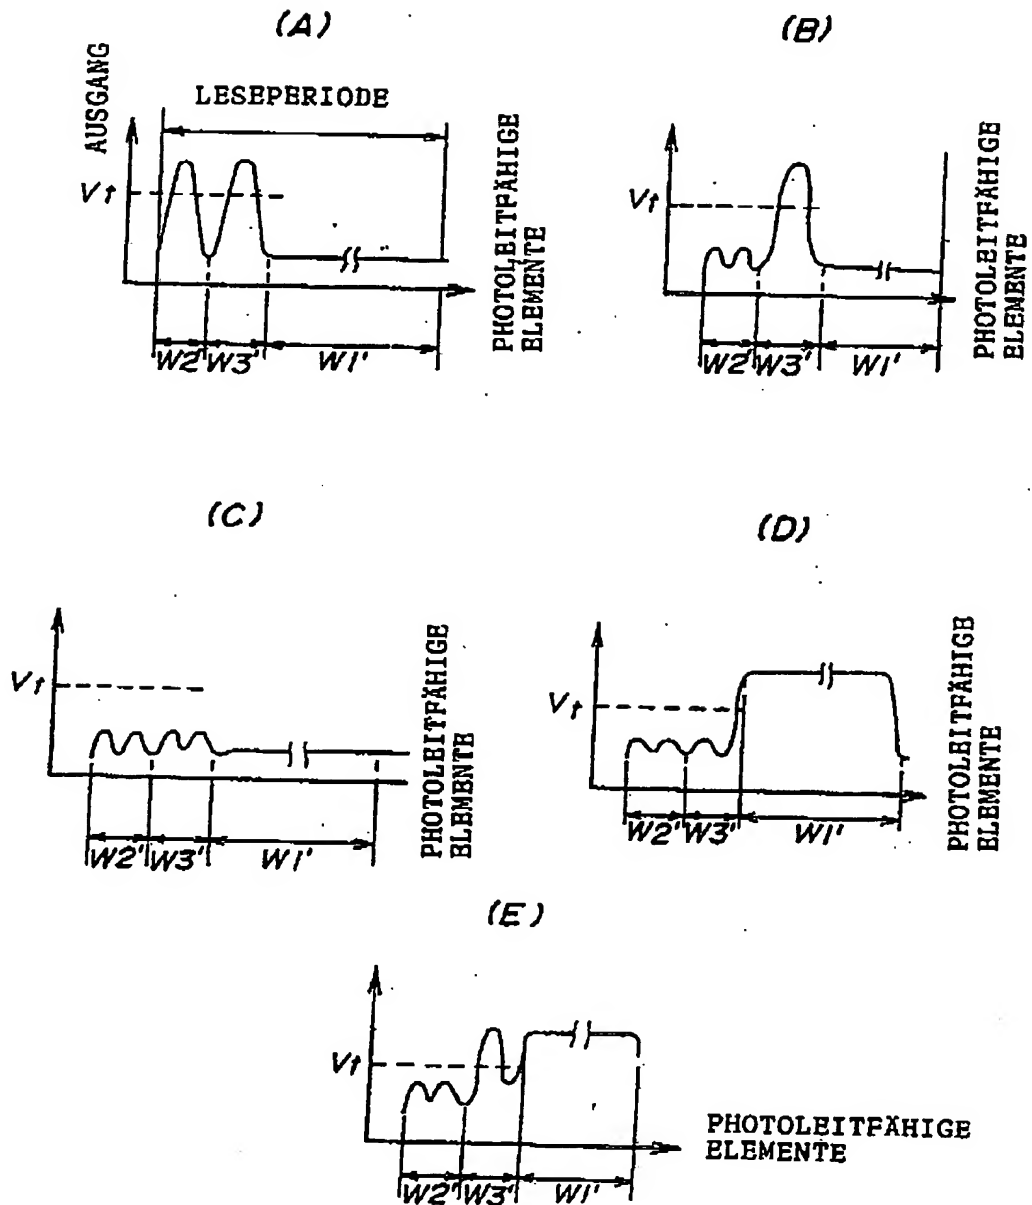 (A)
AUSGANG
LESEPERIODE
Vt
W2'
W3'
W1'
PHOTOLEITFÄHIGE
ELEMENTE
(B)
Vt
W2'
W3'
W1'
PHOTOLEITFÄHIGE
ELEMENTE
(C)
Vt
W2'
W3'
W1'
PHOTOLEITFÄHIGE
ELEMENTE
(D)
Vt
W2'
W3'
W1'
PHOTOLEITFÄHIGE
ELEMENTE
(E)
Vt
W2'
W3'
W1'
PHOTOLEITFÄHIGE
ELEMENTE